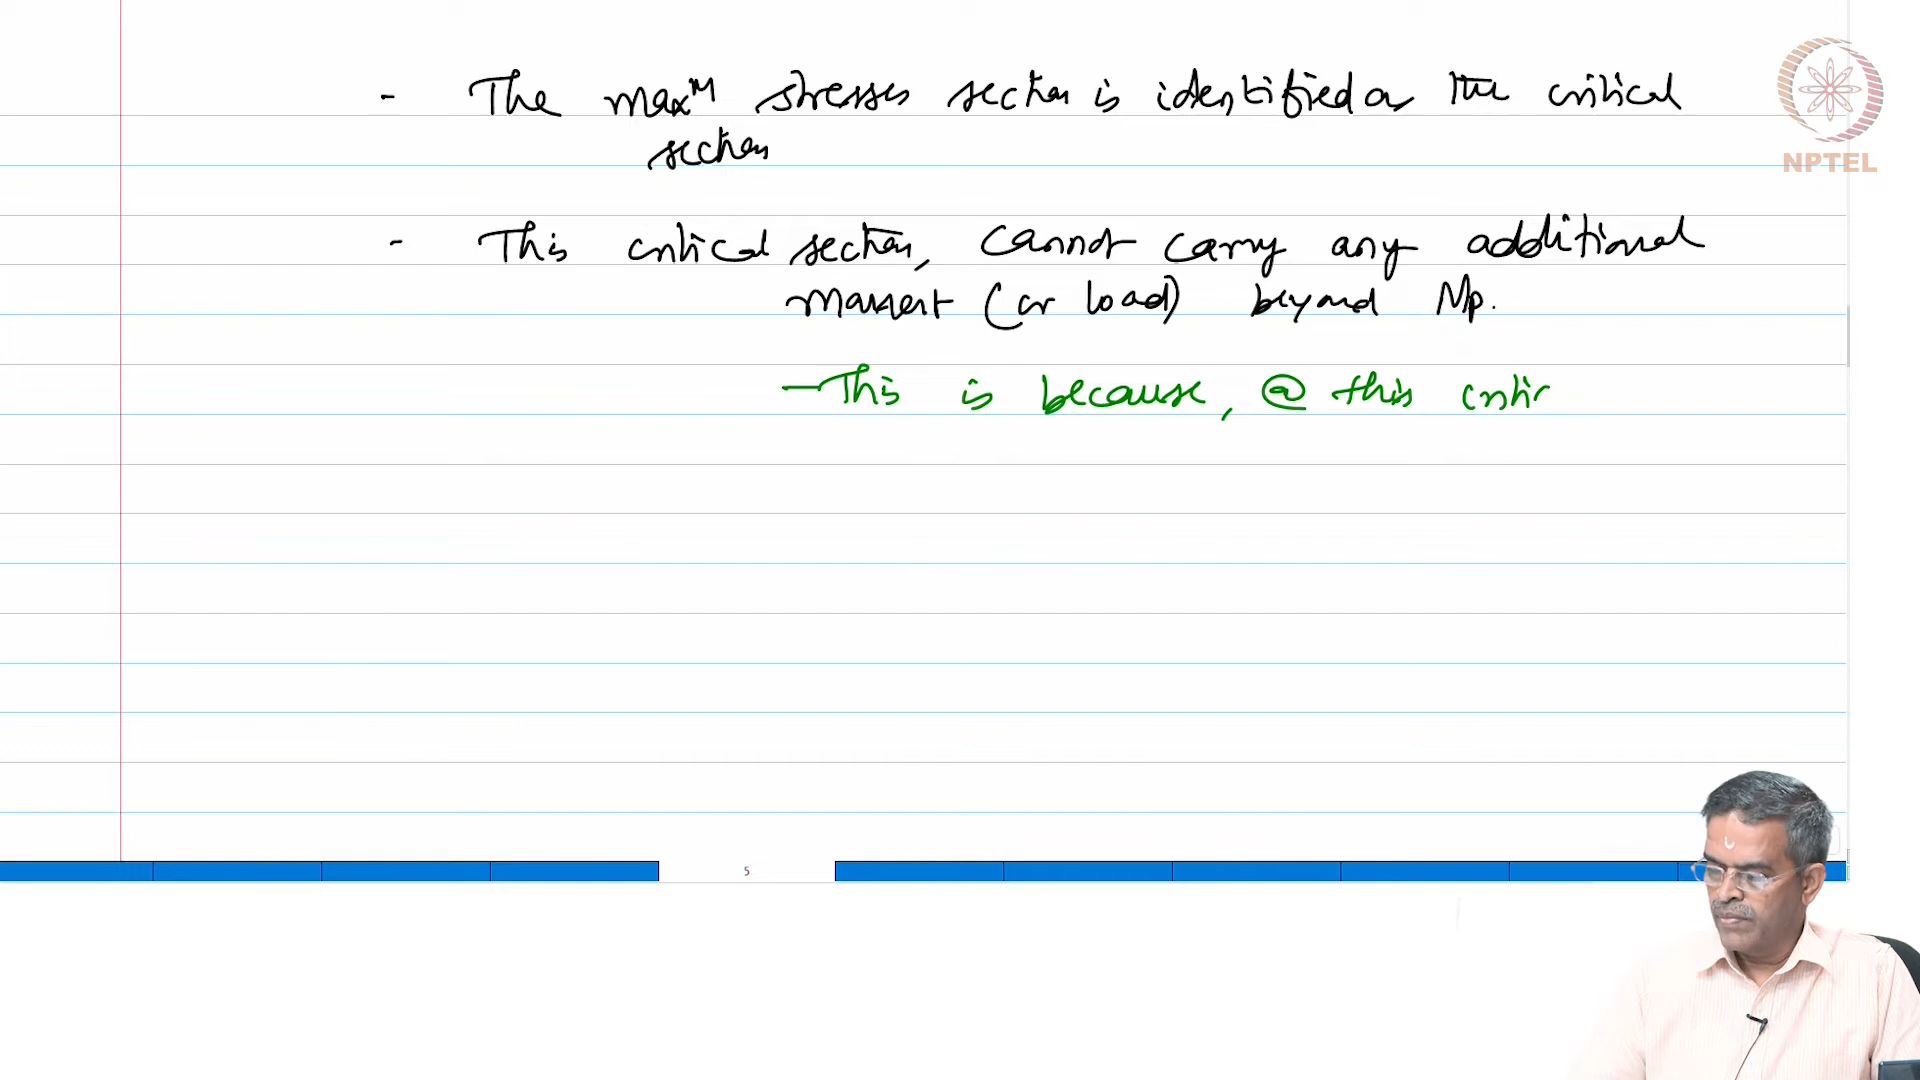 - The max^m stresses section is identified as the critical
section
- This critical section, cannot carry any additional
moment (or load) beyond Mp.
- This is because, @ this critic
NPTEL
5